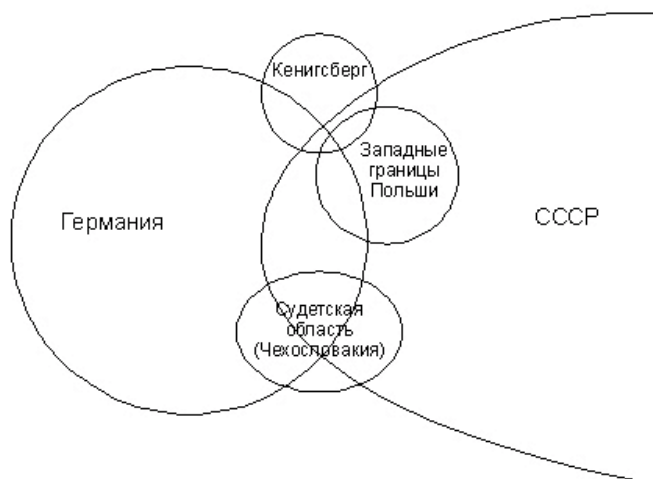 Кенигсберг
Западные
границы
Польши
Германия
СССР
Судетская
область
(Чехословакия)